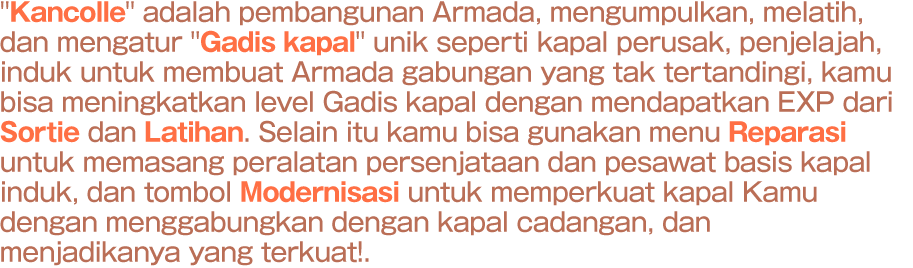 "Kancolle" adalah pembangunan Armada, mengumpulkan, melatih,
dan mengatur "Gadis kapal" unik seperti kapal perusak, penjelajah,
induk untuk membuat Armada gabungan yang tak tertandingi, kamu
bisa meningkatkan level Gadis kapal dengan mendapatkan EXP dari
Sortie dan Latihan. Selain itu kamu bisa gunakan menu Reparasi
untuk memasang peralatan persenjataan dan pesawat basis kapal
induk, dan tombol Modernisasi untuk memperkuat kapal Kamu
dengan menggabungkan dengan kapal cadangan, dan
menjadikanya yang terkuat!.